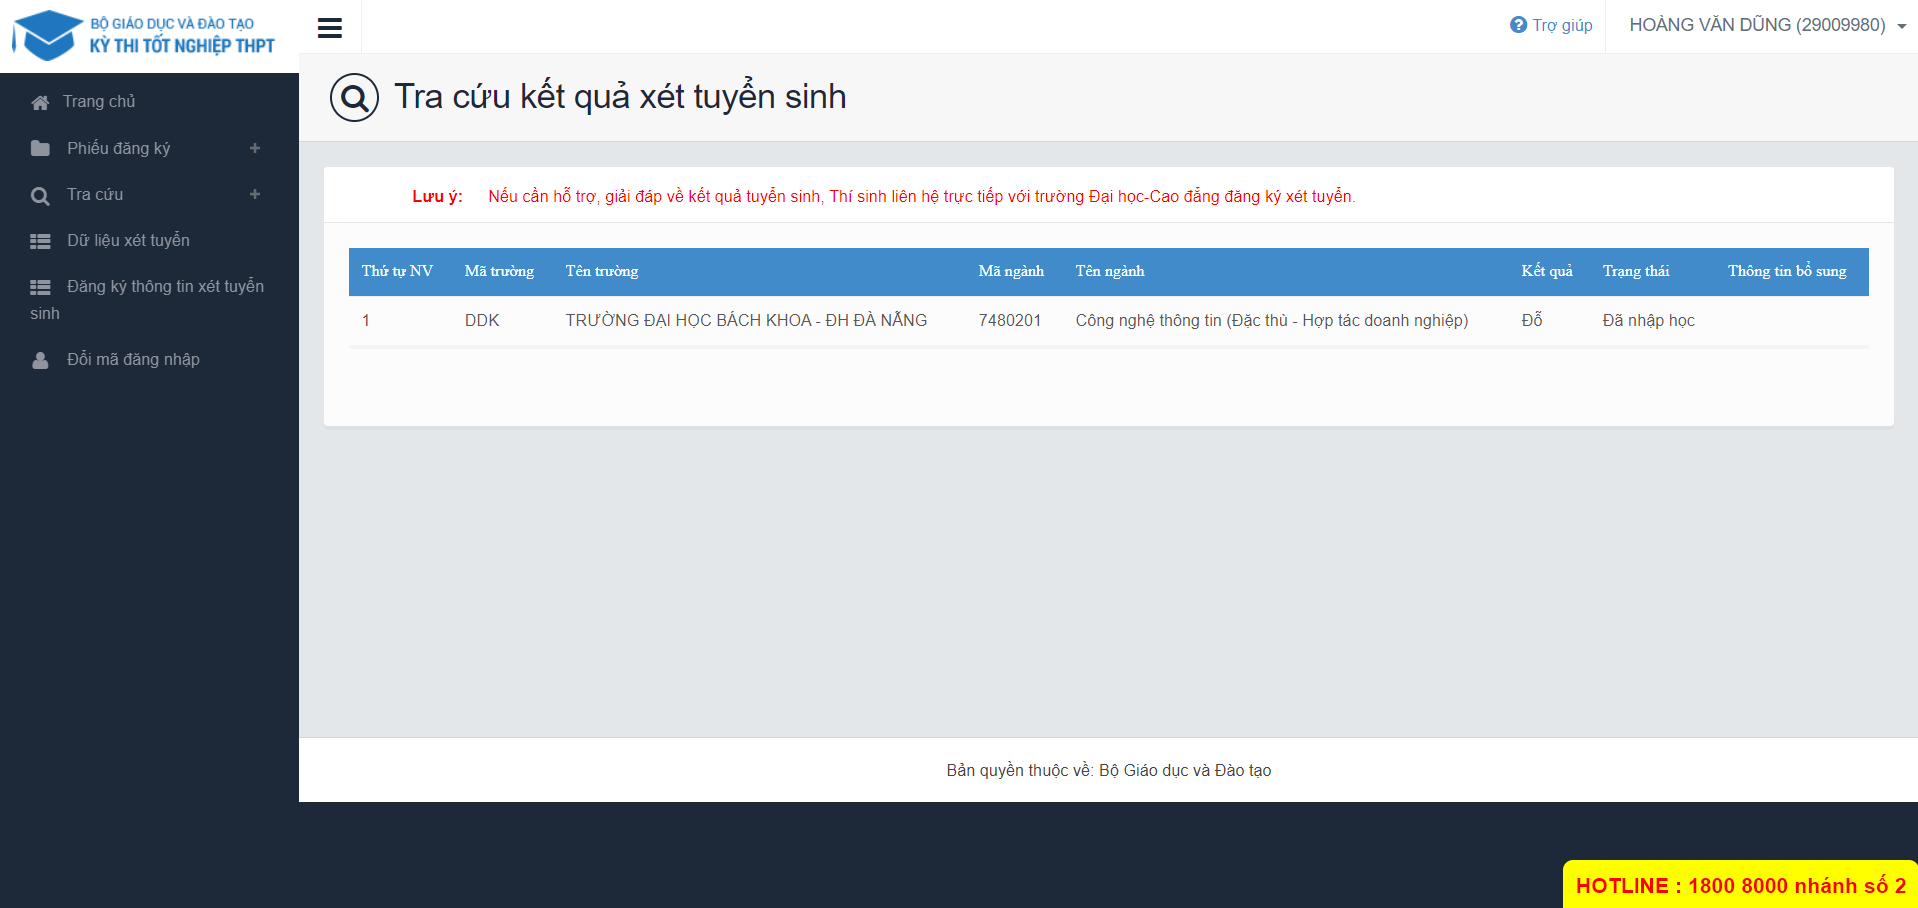 BỘ GIÁO DỤC VÀ ĐÀO TẠO
KỲ THI TỐT NGHIỆP THPT
Trợ giúp
HOÀNG VĂN DŨNG (29009980)
Trang chủ
Phiếu đăng ký
Tra cứu
Dữ liệu xét tuyển
Đăng ký thông tin xét tuyển
sinh
Đổi mã đăng nhập
Tra cứu kết quả xét tuyển sinh
Lưu ý: Nếu cần hỗ trợ, giải đáp về kết quả tuyển sinh, Thí sinh liên hệ trực tiếp với trường Đại học-Cao đẳng đăng ký xét tuyển.
Thứ tự NV Mã trường Tên trường Mã ngành Tên ngành Kết quả Trạng thái Thông tin bổ sung
1 DDK TRƯỜNG ĐẠI HỌC BÁCH KHOA - ĐH ĐÀ NẴNG 7480201 Công nghệ thông tin (Đặc thù - Hợp tác doanh nghiệp) Đỗ Đã nhập học
Bản quyền thuộc về: Bộ Giáo dục và Đào tạo
HOTLINE : 1800 8000 nhánh số 2